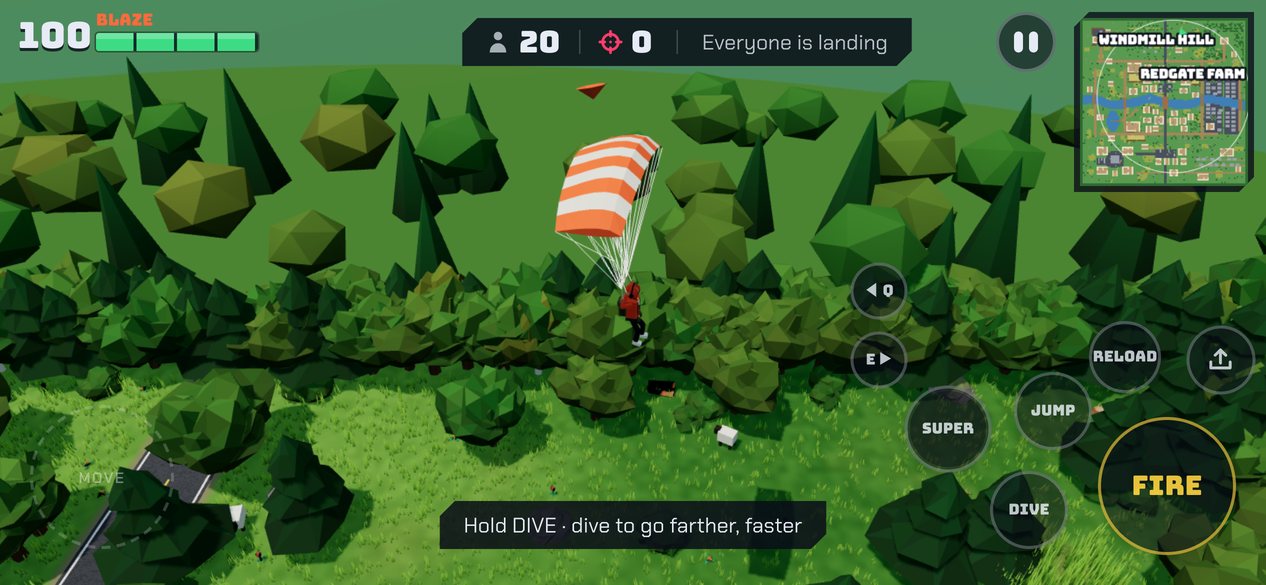 100 BLAZE
20 0 Everyone is landing
WINDMILL HILL
REDGATE FARM
Q
E
RELOAD
JUMP
SUPER
MOVE
FIRE
DIVE
Hold DIVE · dive to go farther, faster